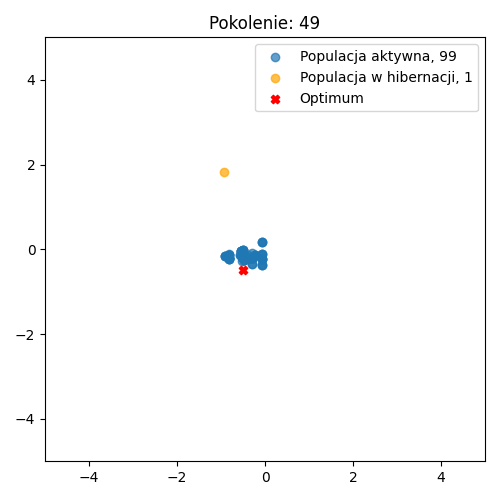 Pokolenie: 49
Populacja aktywna, 99
Populacja w hibernacji, 1
Optimum
4
2
0
−2
−4
−4
−2
0
2
4